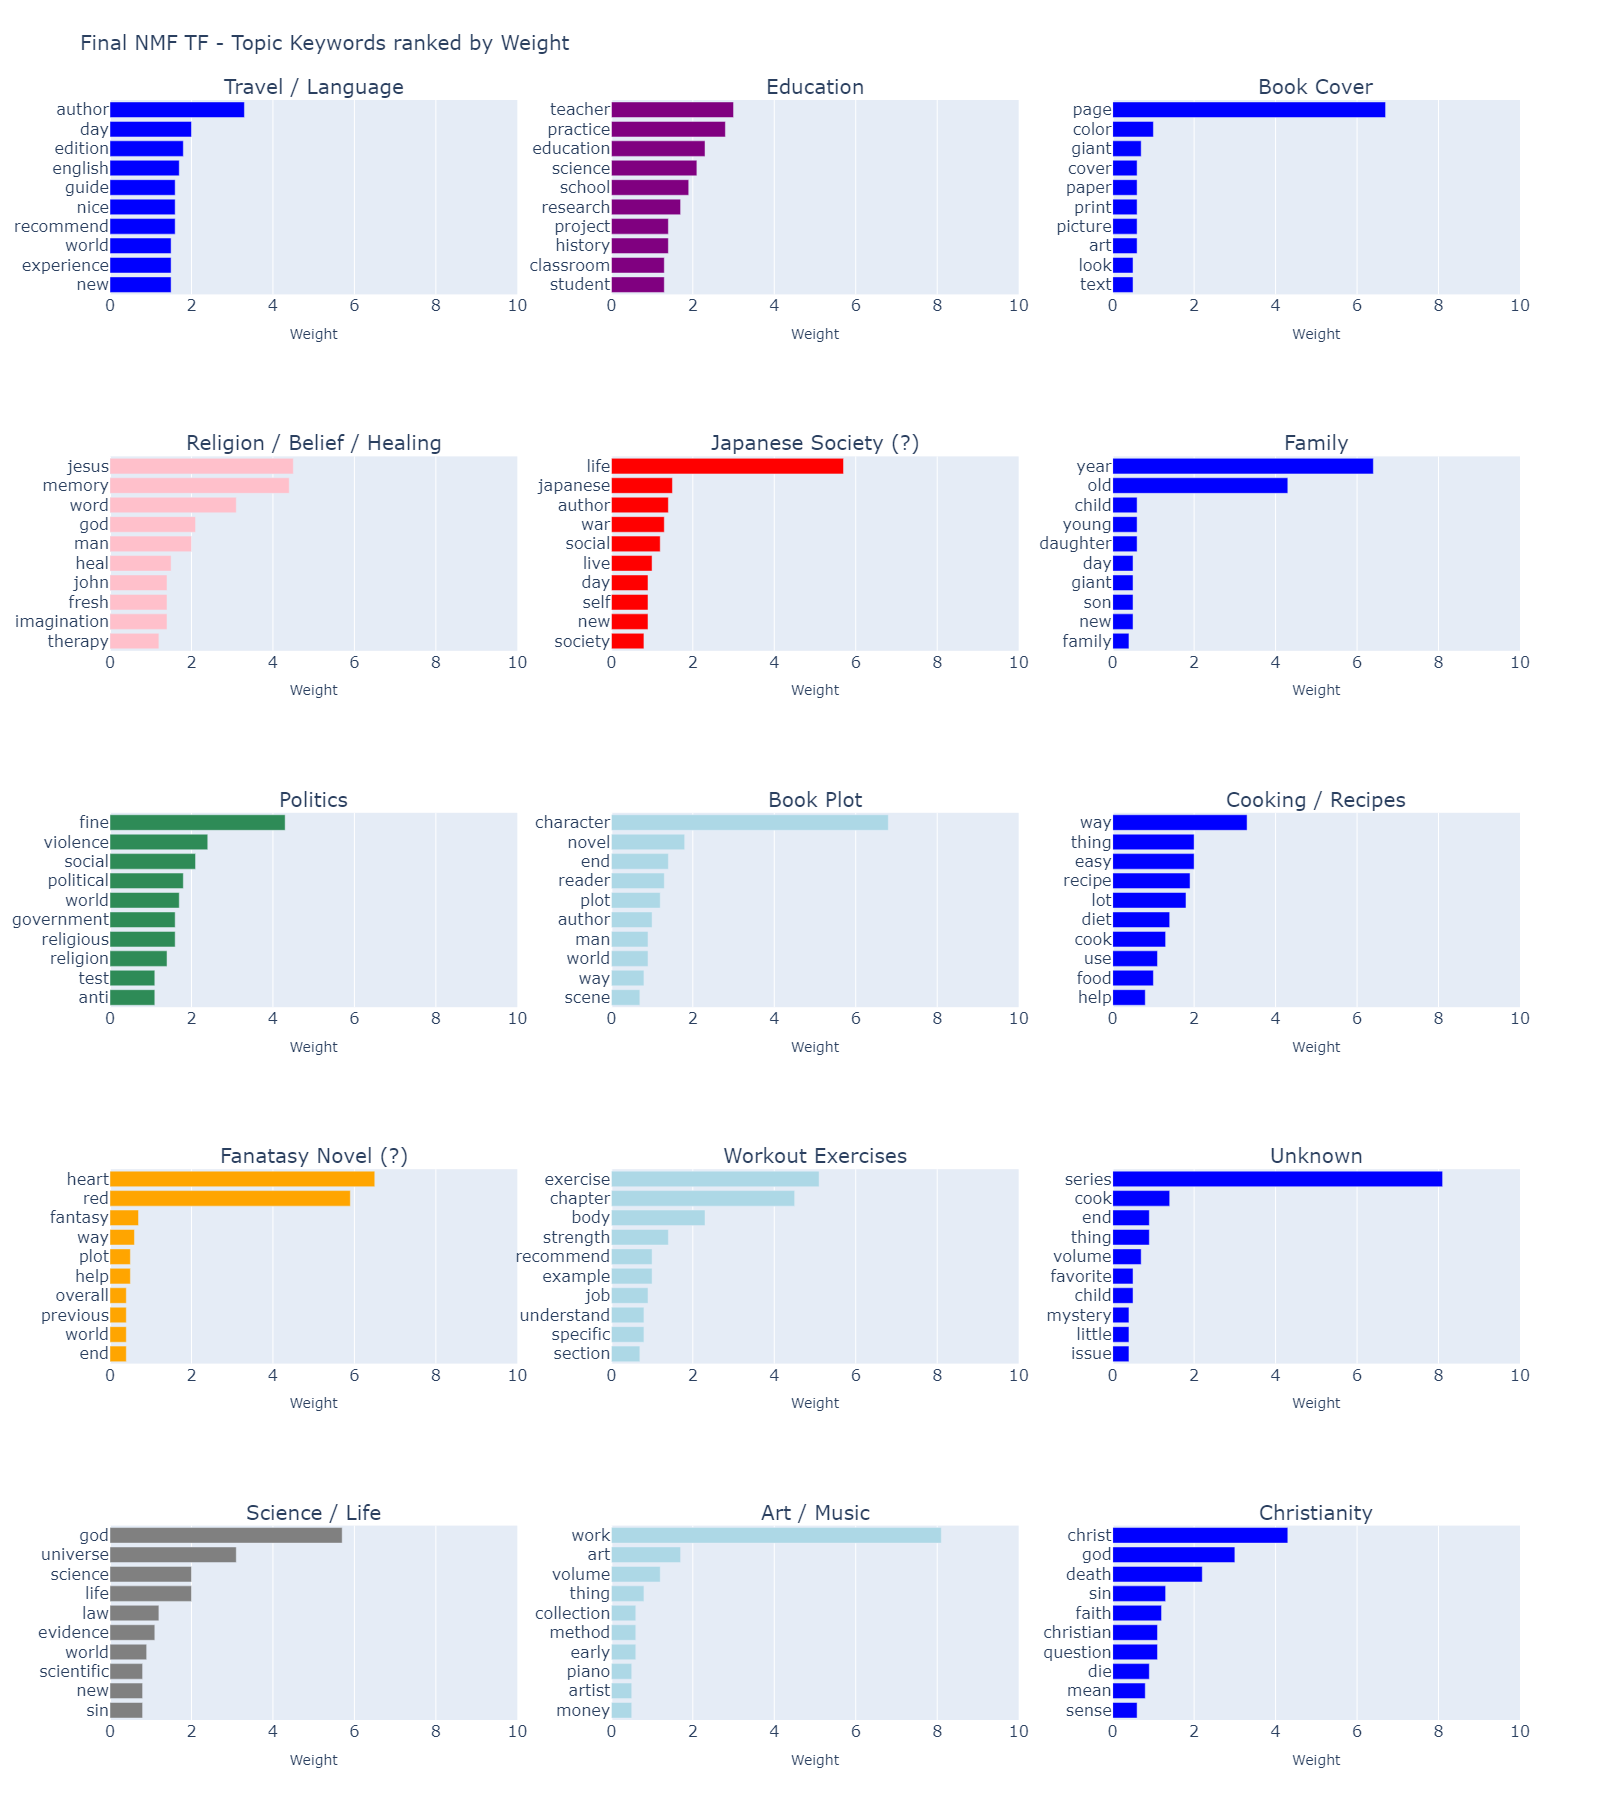 Final NMF TF - Topic Keywords ranked by Weight
Travel / Language
author
day
edition
english
guide
nice
recommend
world
experience
new
0 2 4 6 8 10
Weight
Education
teacher
practice
education
science
school
research
project
history
classroom
student
0 2 4 6 8 10
Weight
Book Cover
page
color
giant
cover
paper
print
picture
art
look
text
0 2 4 6 8 10
Weight
Religion / Belief / Healing
jesus
memory
word
god
man
heal
john
fresh
imagination
therapy
0 2 4 6 8 10
Weight
Japanese Society (?)
life
japanese
author
war
social
live
day
self
new
society
0 2 4 6 8 10
Weight
Family
year
old
child
young
daughter
day
giant
son
new
family
0 2 4 6 8 10
Weight
Politics
fine
violence
social
political
world
government
religious
religion
test
anti
0 2 4 6 8 10
Weight
Book Plot
character
novel
end
reader
plot
author
man
world
way
scene
0 2 4 6 8 10
Weight
Cooking / Recipes
way
thing
easy
recipe
lot
diet
cook
use
food
help
0 2 4 6 8 10
Weight
Fanatasy Novel (?)
heart
red
fantasy
way
plot
help
overall
previous
world
end
0 2 4 6 8 10
Weight
Workout Exercises
exercise
chapter
body
strength
recommend
example
job
understand
specific
section
0 2 4 6 8 10
Weight
Unknown
series
cook
end
thing
volume
favorite
child
mystery
little
issue
0 2 4 6 8 10
Weight
Science / Life
god
universe
science
life
law
evidence
world
scientific
new
sin
0 2 4 6 8 10
Weight
Art / Music
work
art
volume
thing
collection
method
early
piano
artist
money
0 2 4 6 8 10
Weight
Christianity
christ
god
death
sin
faith
christian
question
die
mean
sense
0 2 4 6 8 10
Weight